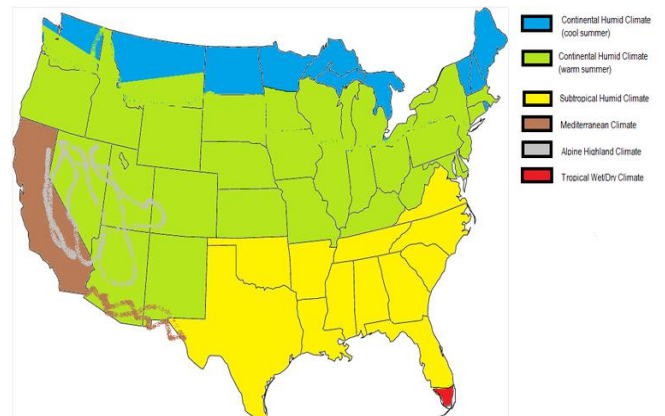 Continental Humid Climate
(cool summer)
Continental Humid Climate
(warm summer)
Subtropical Humid Climate
Mediterranean Climate
Alpine Highland Climate
Tropical Wet/Dry Climate